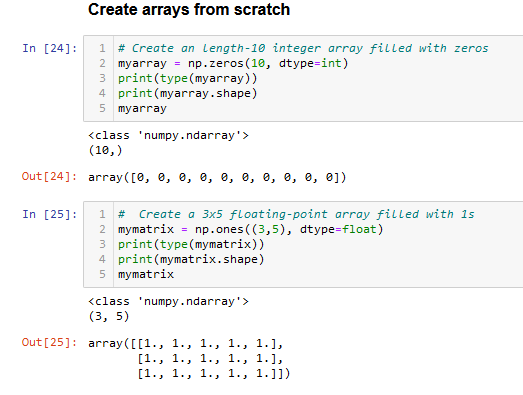 Create arrays from scratch
In [24]: 1 # Create an length-10 integer array filled with zeros
2 myarray = np.zeros(10, dtype=int)
3 print(type(myarray))
4 print(myarray.shape)
5 myarray
<class 'numpy.ndarray'>
(10,)
Out[24]: array([0, 0, 0, 0, 0, 0, 0, 0, 0, 0])
In [25]: 1 #  Create a 3x5 floating-point array filled with 1s
2 mymatrix = np.ones((3,5), dtype=float)
3 print(type(mymatrix))
4 print(mymatrix.shape)
5 mymatrix
<class 'numpy.ndarray'>
(3, 5)
Out[25]: array([[1., 1., 1., 1., 1.],
[1., 1., 1., 1., 1.],
[1., 1., 1., 1., 1.]])